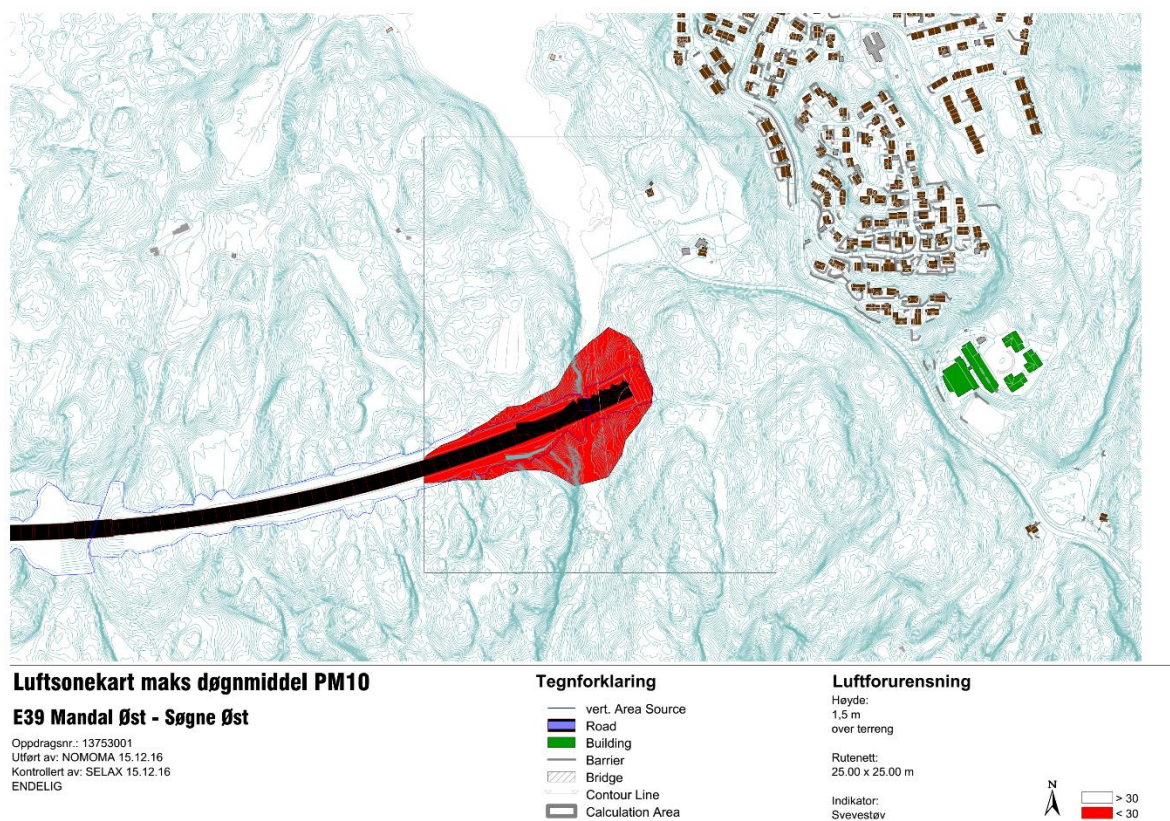 Luftsonekart maks døgnmiddel PM10
E39 Mandal Øst - Søgne Øst
Oppdragsnr.: 13753001
Utført av: NOMOMA 15.12.16
Kontrollert av: SELAX 15.12.16
ENDELIG
Tegnforklaring
vert. Area Source
Road
Building
Barrier
Bridge
Contour Line
Calculation Area
Luftforurensning
Høyde:
1,5 m
over terreng
Rutenett:
25.00 x 25.00 m
Indikator:
Svevestøv
N
> 30
< 30